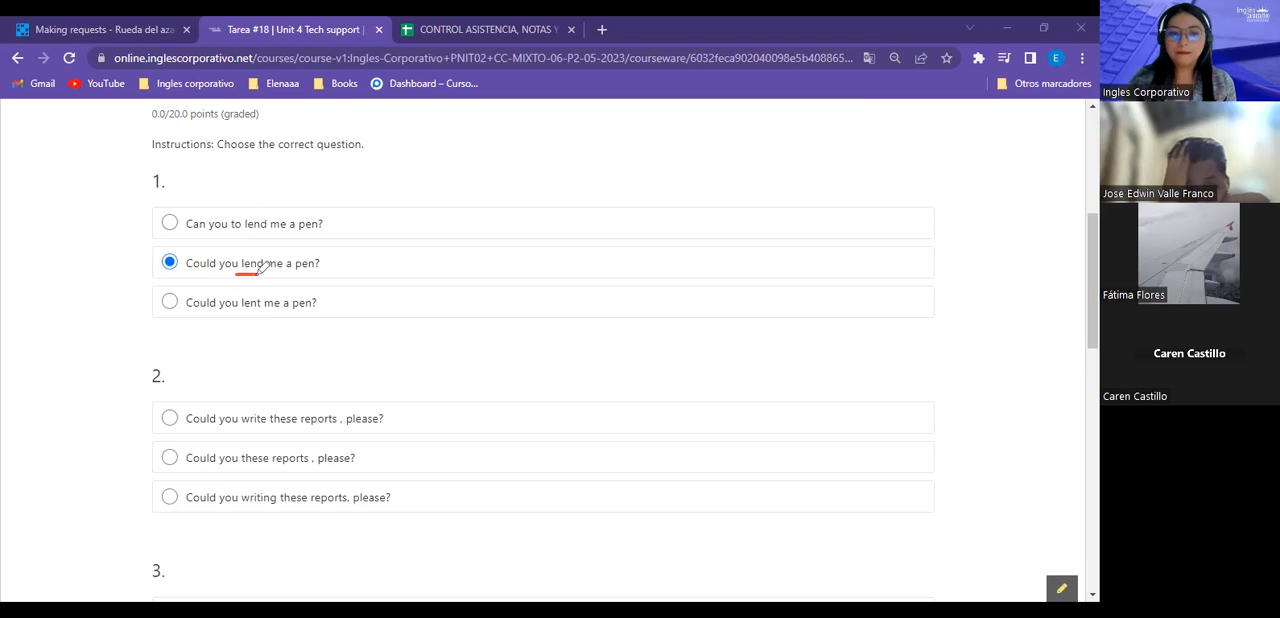 Making requests - Rueda del aza
Tarea #18 | Unit 4 Tech support |
CONTROL ASISTENCIA, NOTAS Y
online.inglescorporativo.net/courses/course-v1:Ingles-Corporativo+PNIT02+CC-MIXTO-06-P2-05-2023/courseware/6032feca902040098e5b408865...
E
Gmail
YouTube
Ingles corporativo
Elenaaa
Books
Dashboard – Curso...
Otros marcadores
0.0/20.0 points (graded)
Instructions: Choose the correct question.
1.
Can you to lend me a pen?
Could you lend me a pen?
Could you lent me a pen?
2.
Could you write these reports , please?
Could you these reports , please?
Could you writing these reports, please?
3.
Ingles Corporativo
Jose Edwin Valle Franco
Fátima Flores
Caren Castillo
Caren Castillo